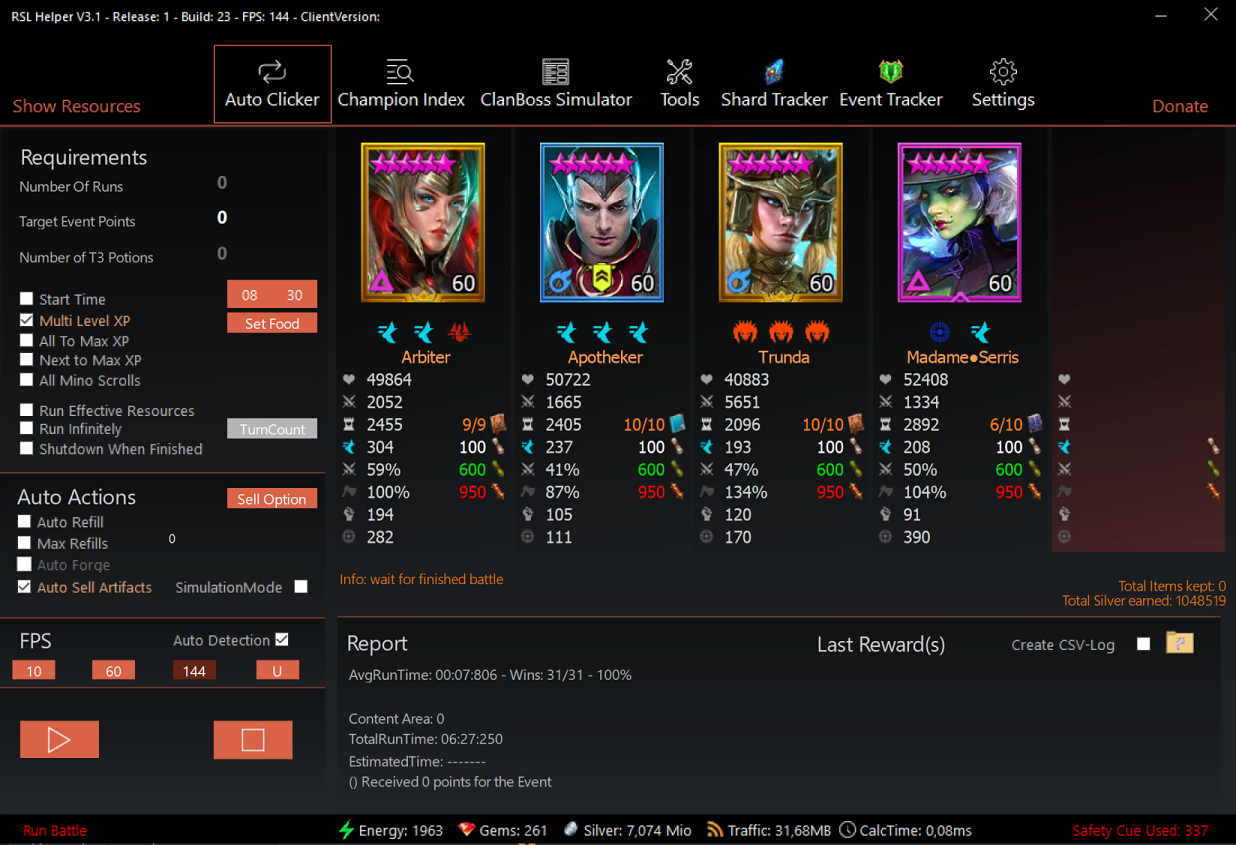 RSL Helper V3.1 - Release: 1 - Build: 23 - FPS: 144 - ClientVersion:
Show Resources
Auto Clicker
Champion Index
ClanBoss Simulator
Tools
Shard Tracker
Event Tracker
Settings
Donate
Requirements
Number Of Runs 0
Target Event Points 0
Number of T3 Potions 0
Start Time 08 30
Multi Level XP Set Food
All To Max XP
Next to Max XP
All Mino Scrolls
Run Effective Resources
Run Infinitely TurnCount
Shutdown When Finished
Auto Actions Sell Option
Auto Refill
Max Refills 0
Auto Forge
Auto Sell Artifacts SimulationMode
FPS Auto Detection
10 60 144 U
60 60 60 60
Arbiter Apotheker Trunda Madame●Serris
49864 50722 40883 52408
2052 1665 5651 1334
2455 9/9 2405 10/10 2096 10/10 2892 6/10
304 100 237 100 193 100 208 100
59% 600 41% 600 47% 600 50% 600
100% 950 87% 950 134% 950 104% 950
194 105 120 91
282 111 170 390
Info: wait for finished battle
Total Items kept: 0
Total Silver earned: 1048519
Report Last Reward(s) Create CSV-Log
AvgRunTime: 00:07:806 - Wins: 31/31 - 100%
Content Area: 0
TotalRunTime: 06:27:250
EstimatedTime: -------
() Received 0 points for the Event
Run Battle Energy: 1963 Gems: 261 Silver: 7,074 Mio Traffic: 31,68MB CalcTime: 0,08ms Safety Cue Used: 337